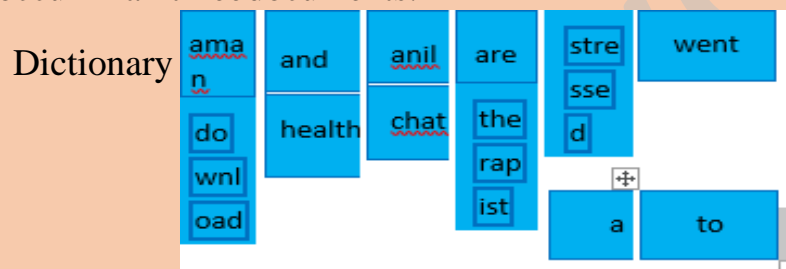 Dictionary
ama
n
and
anil
are
stre
sse
d
went
do
wnl
oad
health
chat
the
rap
ist
a
to